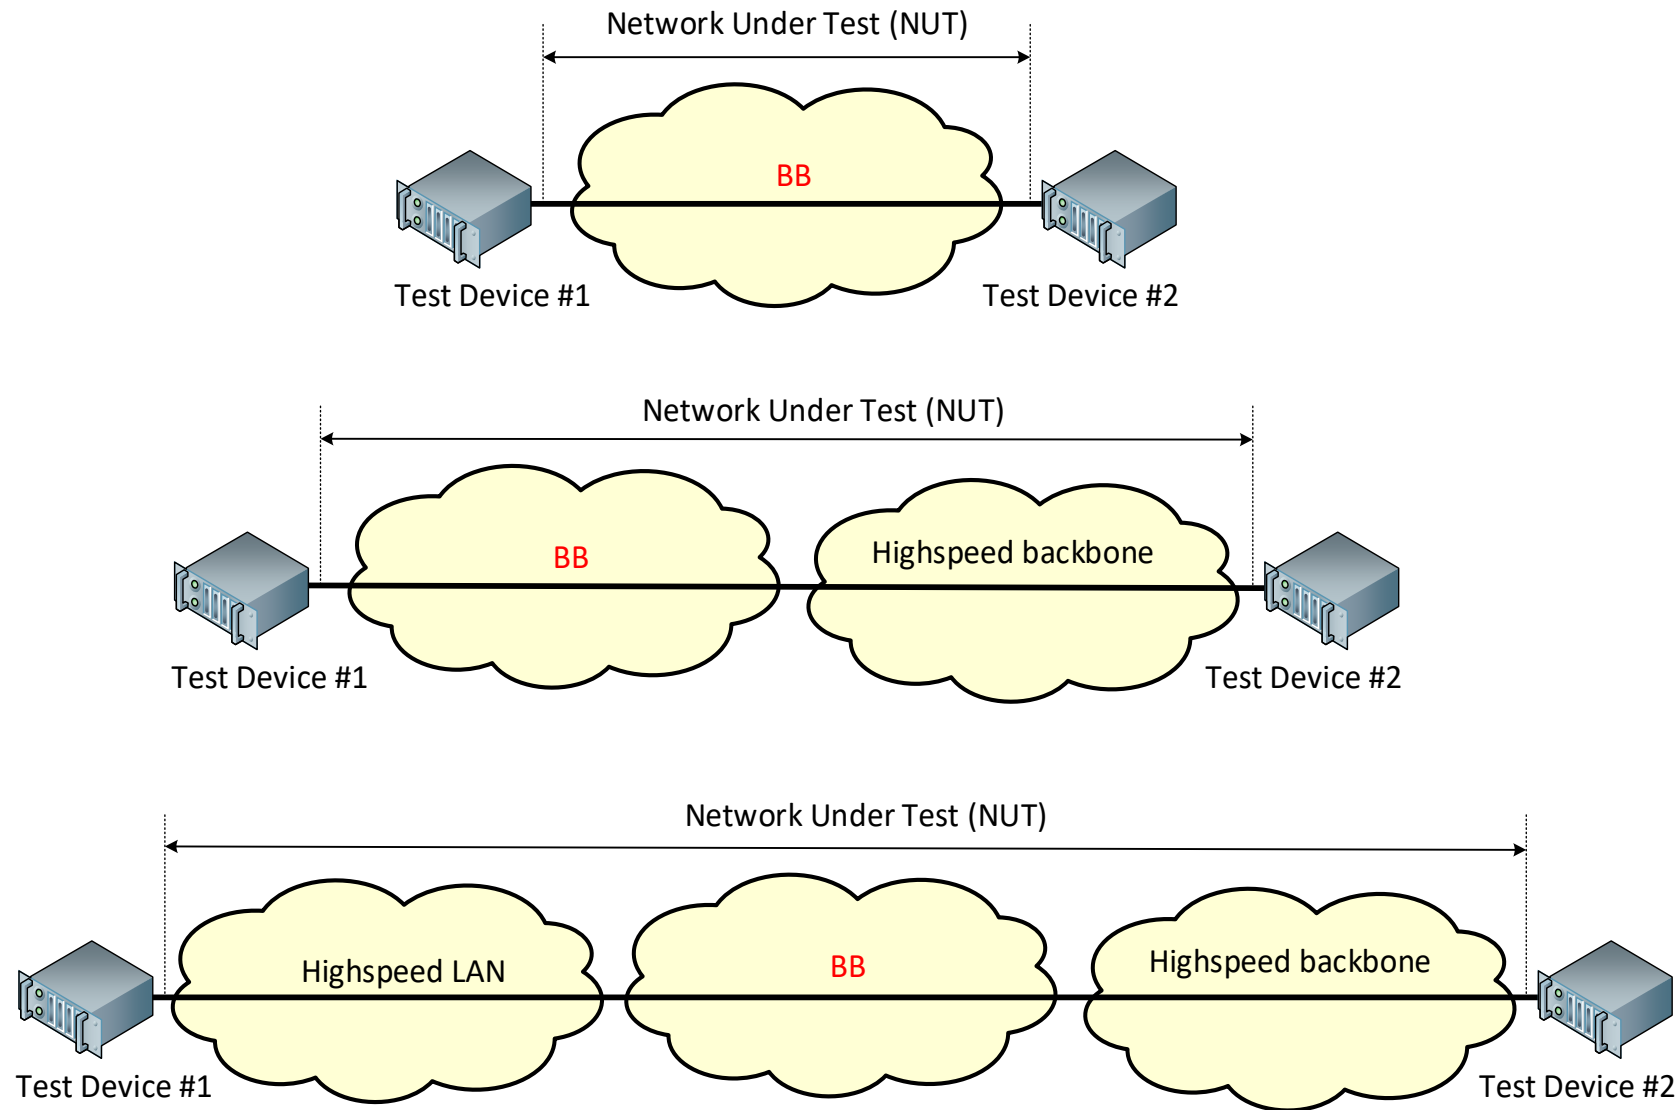 Network Under Test (NUT)
BB
Test Device #1
Test Device #2
Network Under Test (NUT)
BB
Highspeed backbone
Test Device #1
Test Device #2
Network Under Test (NUT)
Highspeed LAN
BB
Highspeed backbone
Test Device #1
Test Device #2